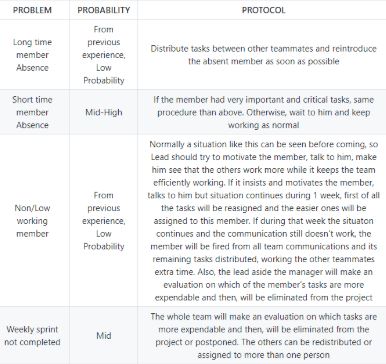 PROBLEM PROBABILITY PROTOCOL
Long time
member
Absence
From
previous
experience,
Low
Probability
Distribute tasks between other teammates and reintroduce
the absent member as soon as possible
Short time
member
Absence
Mid-High
If the member had very important and critical tasks, same
procedure than above. Otherwise, wait to him and keep
working as normal
Non/Low
working
member
From
previous
experience,
Low
Probability
Normally a situation like this can be seen before coming, so
Lead should try to motivate the member, talk to him, make
him see that the others work more while it keeps the team
efficiently working. If it insists and motivates the member,
talks to him but situation continues during 1 week, first of all
the tasks will be reasigned and the easier ones will be
assigned to this member. If during that week the situaton
continues and the communication still doesn't work, the
member will be fired from all team communications and its
remaining tasks distributed, working the other teammates
extra time. Also, the lead aside the manager will make an
evaluation on which of the member's tasks are more
expendable and then, will be eliminated from the project
Weekly sprint
not completed
Mid
The whole team will make an evaluation on which tasks are
more expendable and then, will be eliminated from the
project or postponed. The others can be redistributed or
assigned to more than one person